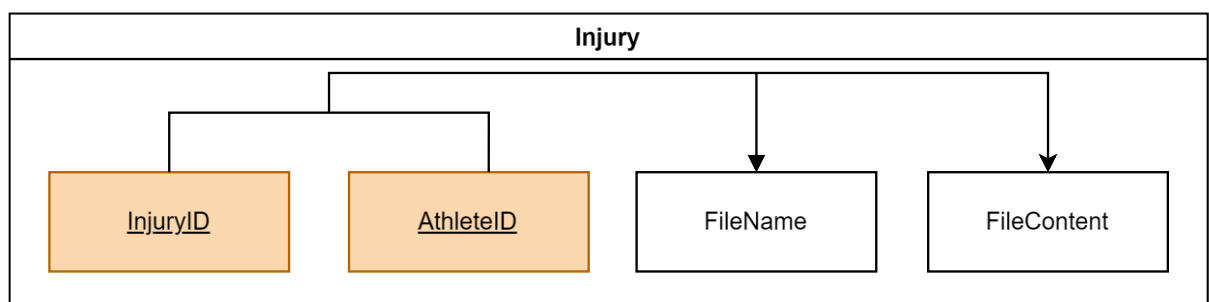 Injury
InjuryID
AthleteID
FileName
FileContent